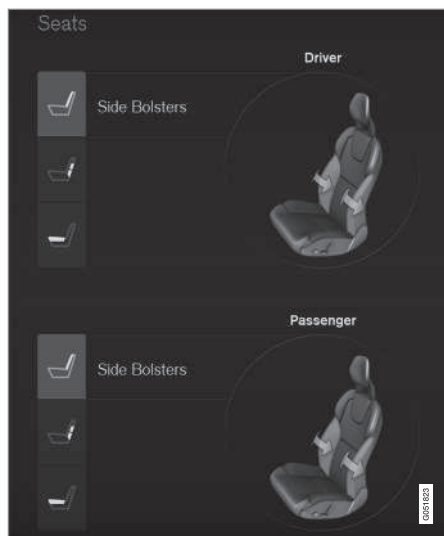 Seats
Driver
Side Bolsters
Passenger
Side Bolsters
G051823